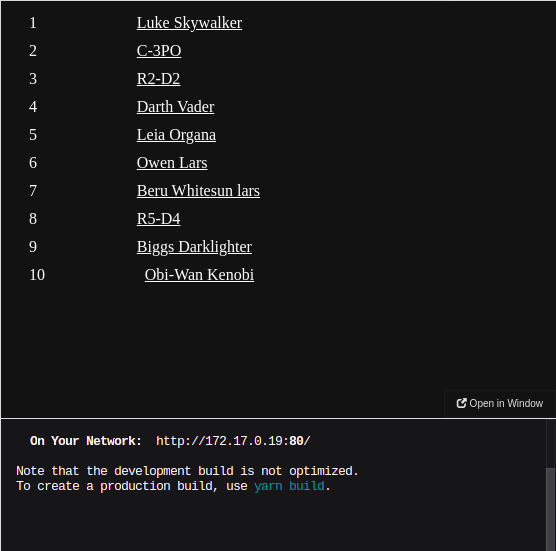 1 Luke Skywalker
2 C-3PO
3 R2-D2
4 Darth Vader
5 Leia Organa
6 Owen Lars
7 Beru Whitesun lars
8 R5-D4
9 Biggs Darklighter
10 Obi-Wan Kenobi
Open in Window
On Your Network: http://172.17.0.19:80/
Note that the development build is not optimized.
To create a production build, use yarn build.